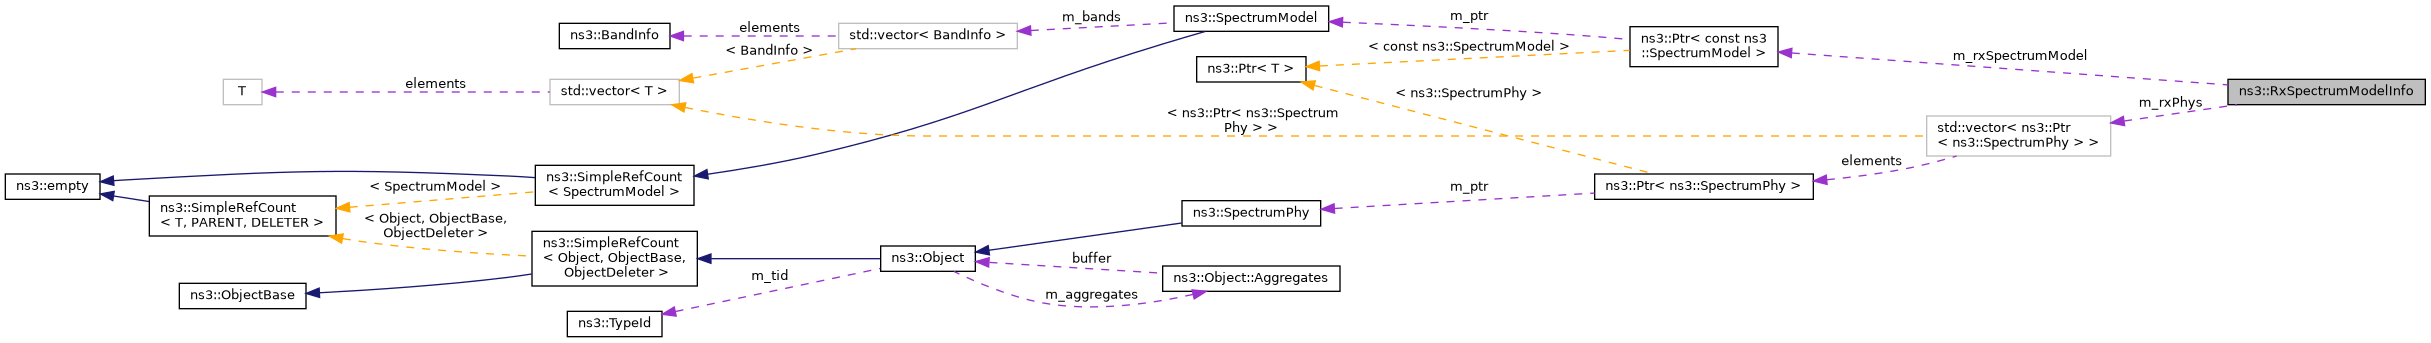 ns3::SpectrumModel
m_ptr
m_bands
ns3::BandInfo
elements
std::vector< BandInfo >
ns3::Ptr< const ns3
::SpectrumModel >
< BandInfo >
< const ns3::SpectrumModel >
m_rxSpectrumModel
ns3::Ptr< T >
T
elements
std::vector< T >
< ns3::SpectrumPhy >
ns3::RxSpectrumModelInfo
m_rxPhys
< ns3::Ptr< ns3::Spectrum
Phy > >
std::vector< ns3::Ptr
< ns3::SpectrumPhy > >
elements
ns3::empty
ns3::SimpleRefCount
< SpectrumModel >
< SpectrumModel >
m_ptr
ns3::Ptr< ns3::SpectrumPhy >
ns3::SimpleRefCount
< T, PARENT, DELETER >
< Object, ObjectBase,
ObjectDeleter >
ns3::SpectrumPhy
ns3::SimpleRefCount
< Object, ObjectBase,
ObjectDeleter >
ns3::Object
buffer
m_tid
ns3::Object::Aggregates
ns3::ObjectBase
m_aggregates
ns3::TypeId